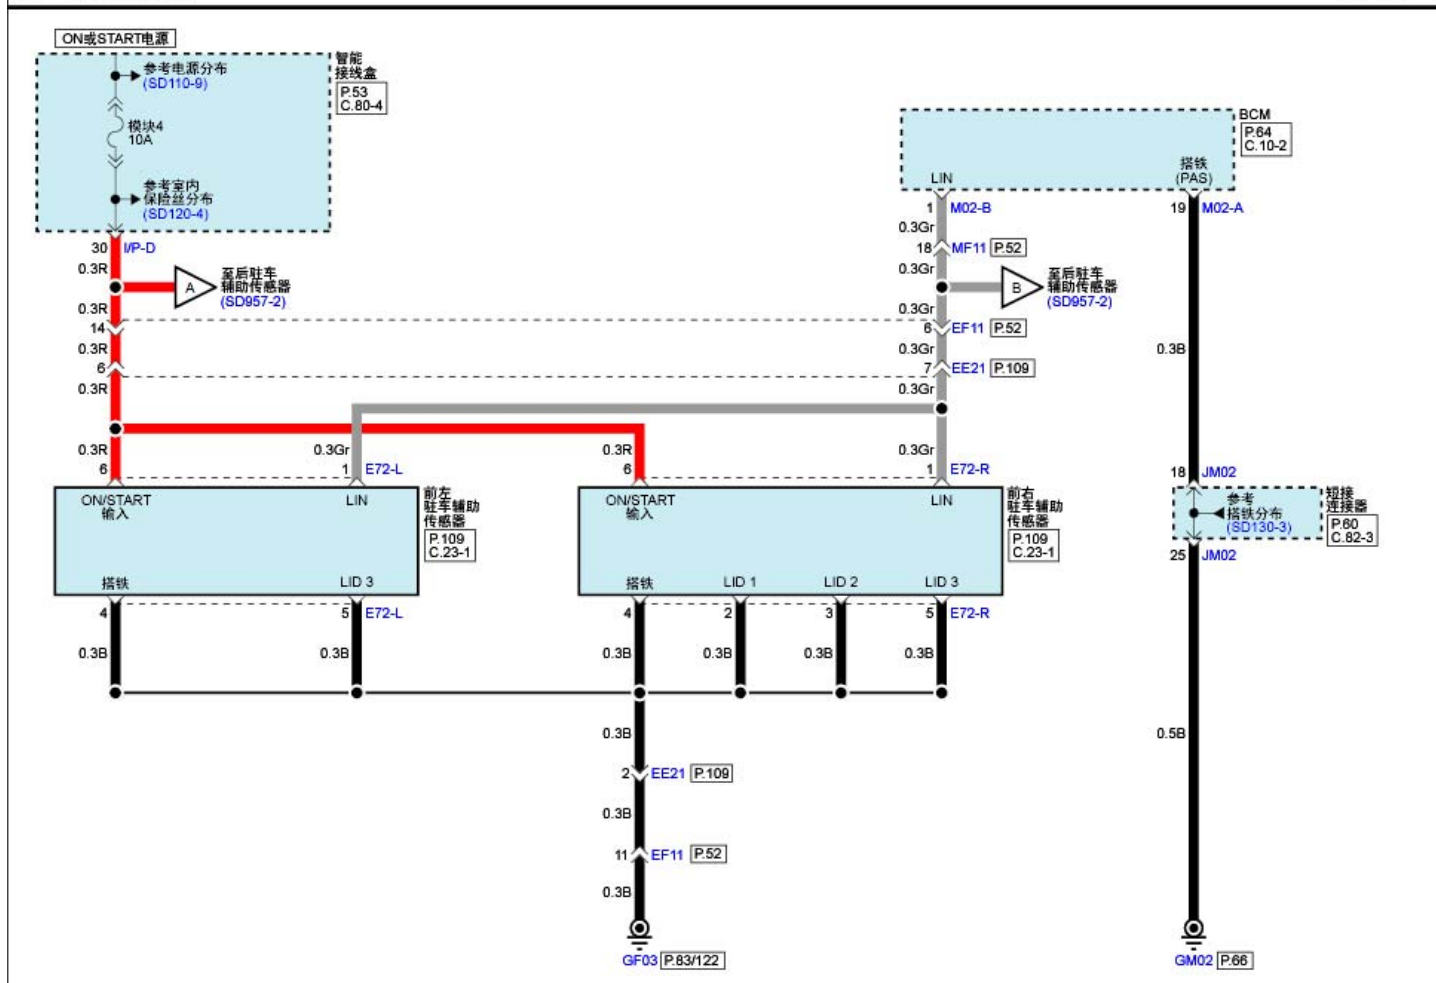 ON或START电源
参考电源分布
(SD110-9)
模块4
10A
参考室内
保险丝分布
(SD120-4)
智能
接线盒
P.53
C.80-4
BCM
P.64
C.10-2
LIN
搭铁
(PAS)
1 M02-B
19 M02-A
0.3Gr
30 I/P-D
18 MF11 P.52
0.3R
0.3Gr
A
至后驻车
辅助传感器
(SD957-2)
B
至后驻车
辅助传感器
(SD957-2)
0.3R
0.3Gr
14
6 EF11 P.52
0.3R
0.3Gr
0.3B
6
7 EE21 P.109
0.3R
0.3Gr
0.3R
0.3Gr
0.3R
0.3Gr
6
1 E72-L
6
1 E72-R
18 JM02
ON/START
输入
LIN
前左
驻车辅助
传感器
P.109
C.23-1
搭铁
LID 3
ON/START
输入
LIN
前右
驻车辅助
传感器
P.109
C.23-1
搭铁
LID 1
LID 2
LID 3
参考
搭铁分布
(SD130-3)
短接
连接器
P.60
C.82-3
25 JM02
4
5 E72-L
4
2
3
5 E72-R
0.3B
0.3B
0.3B
0.3B
0.3B
0.3B
0.3B
0.5B
2 EE21 P.109
0.3B
11 EF11 P.52
0.3B
GF03 P.83/122
GM02 P.66